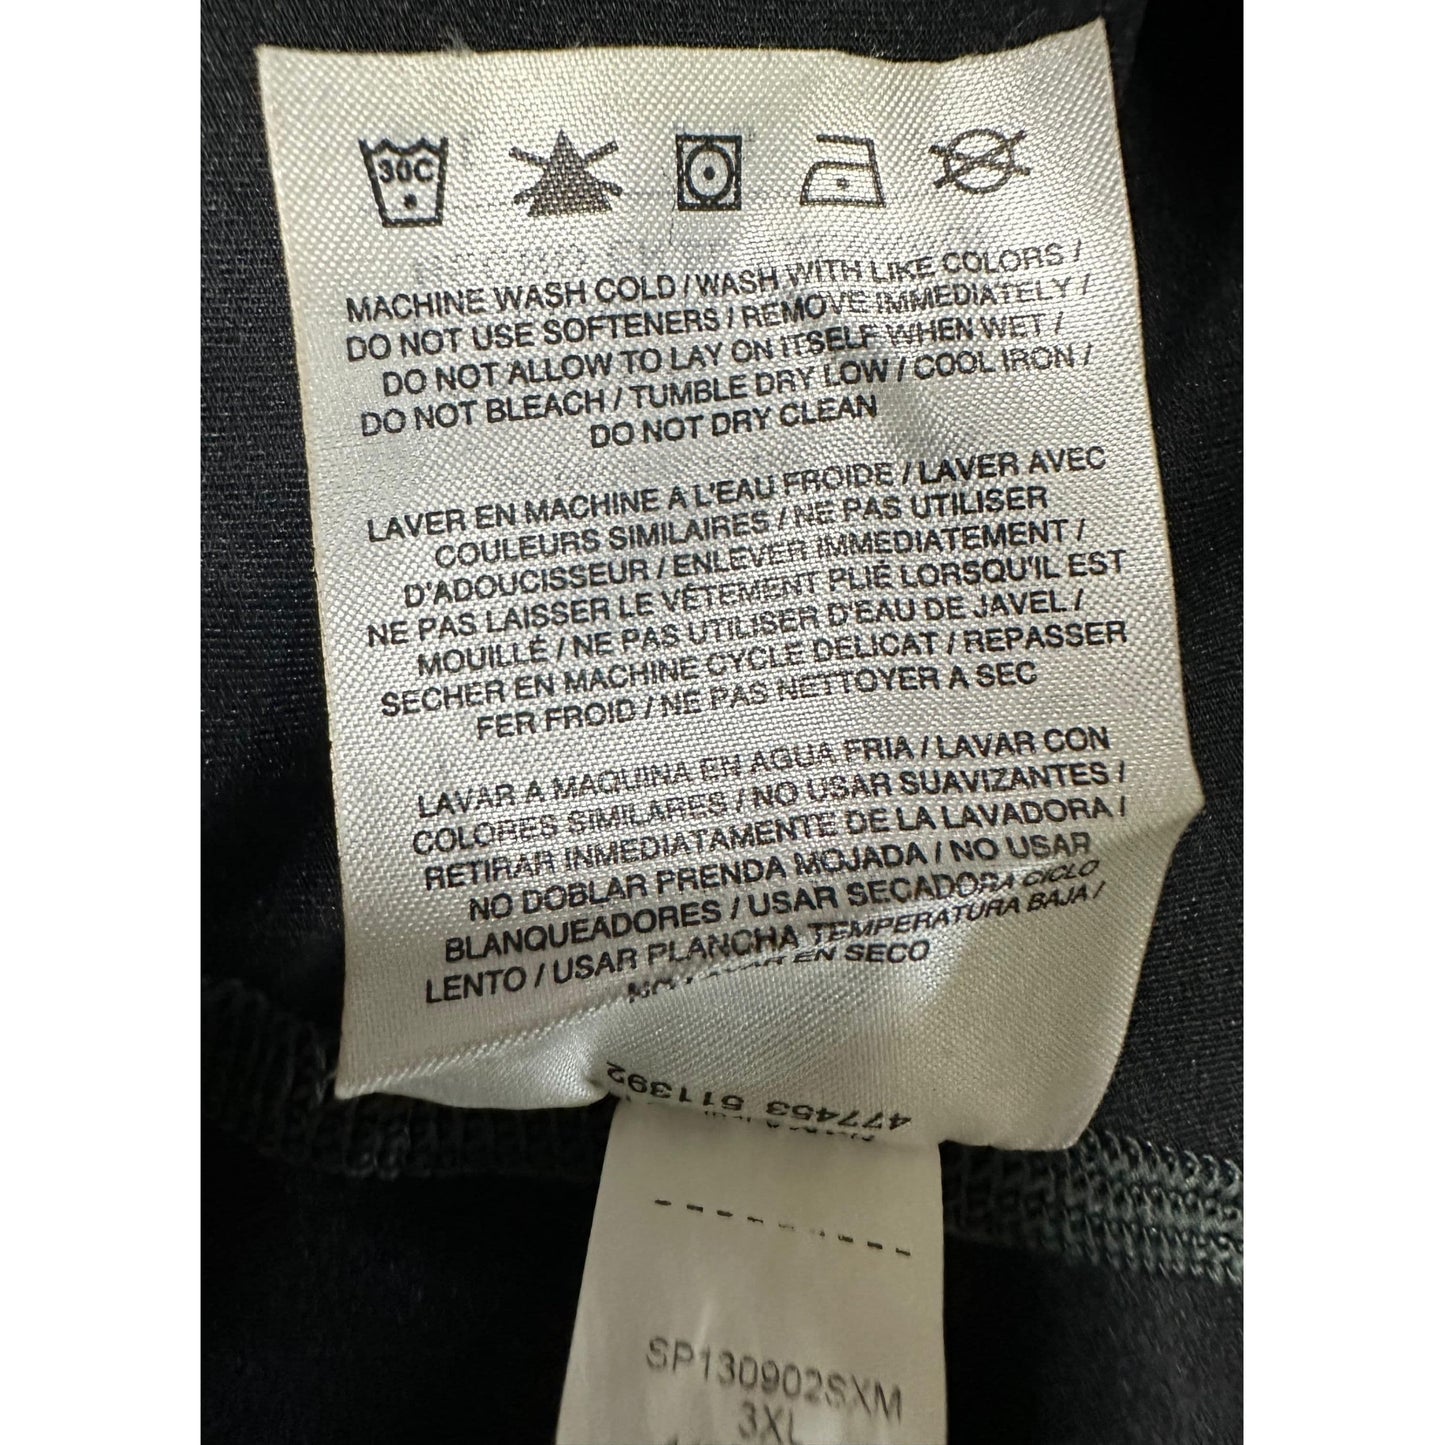 30C
MACHINE WASH COLD / WASH WITH LIKE COLORS /
DO NOT USE SOFTENERS / REMOVE IMMEDIATELY /
DO NOT ALLOW TO LAY ON ITSELF WHEN WET /
DO NOT BLEACH / TUMBLE DRY LOW / COOL IRON /
DO NOT DRY CLEAN
LAVER EN MACHINE A L'EAU FROIDE / LAVER AVEC
COULEURS SIMILAIRES / NE PAS UTILISER
D'ADOUCISSEUR / ENLEVER IMMEDIATEMENT /
NE PAS LAISSER LE VÉTEMENT PLIÉ LORSQU'IL EST
MOUILLÉ / NE PAS UTILISER D'EAU DE JAVEL /
SECHER EN MACHINE CYCLE DELICAT / REPASSER
FER FROID / NE PAS NETTOYER A SEC
LAVAR A MAQUINA EN AGUA FRIA / LAVAR CON
COLORES SIMILARES / NO USAR SUAVIZANTES /
RETIRAR INMEDIATAMENTE DE LA LAVADORA /
NO DOBLAR PRENDA MOJADA / NO USAR
BLANQUEADORES / USAR SECADORA CICLO
LENTO / USAR PLANCHA TEMPERATURA BAJA /
NO LAVAR EN SECO
477453 511392
SP130902SXM
3XL